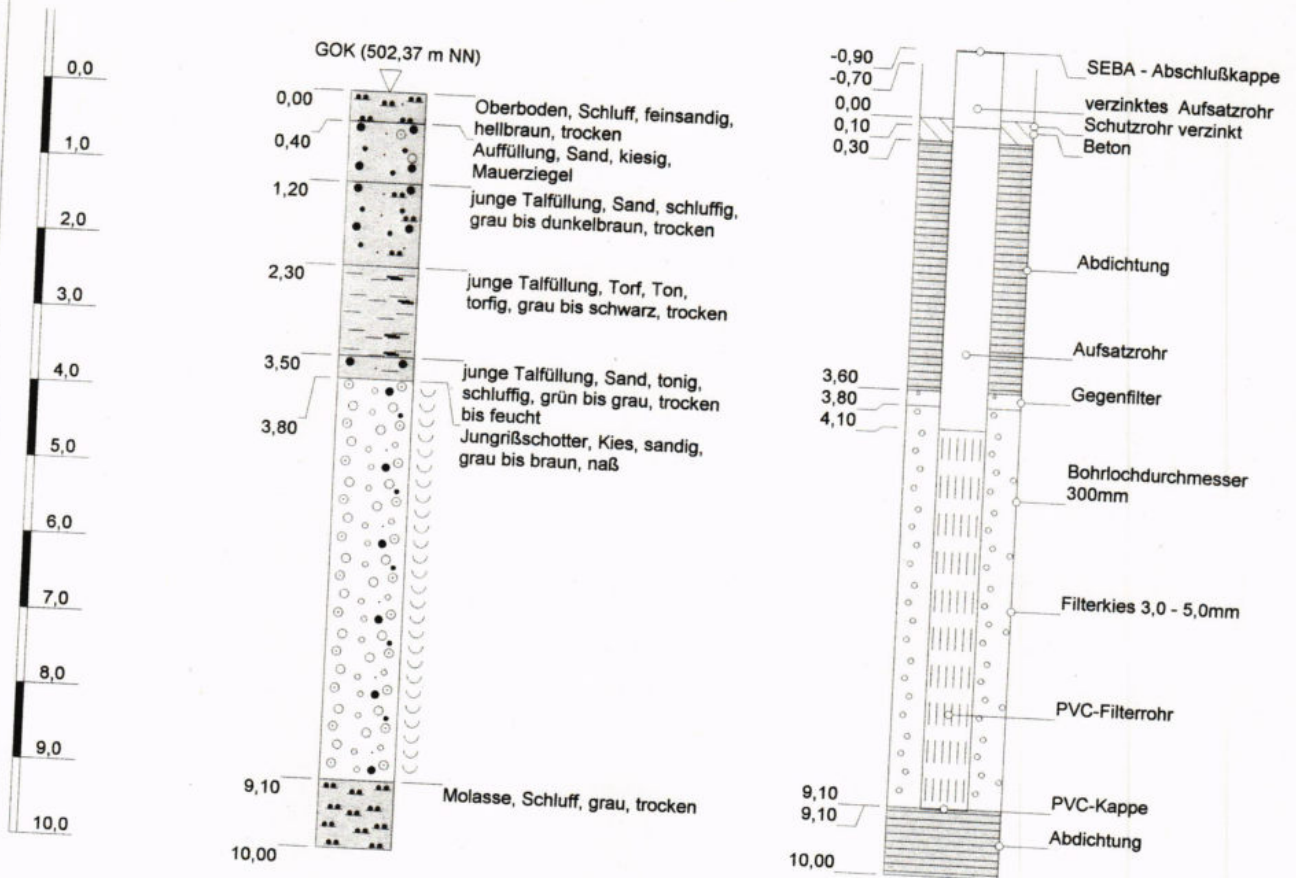 0,0
1,0
2,0
3,0
4,0
5,0
6,0
7,0
8,0
9,0
10,0
GOK (502,37 m NN)
0,00
0,40
1,20
2,30
3,50
3,80
9,10
10,00
Oberboden, Schluff, feinsandig,
hellbraun, trocken
Auffüllung, Sand, kiesig,
Mauerziegel
junge Talfüllung, Sand, schluffig,
grau bis dunkelbraun, trocken
junge Talfüllung, Torf, Ton,
torfig, grau bis schwarz, trocken
junge Talfüllung, Sand, tonig,
schluffig, grün bis grau, trocken
bis feucht
Jungrißschotter, Kies, sandig,
grau bis braun, naß
Molasse, Schluff, grau, trocken
-0,90
-0,70
0,00
0,10
0,30
3,60
3,80
4,10
9,10
9,10
10,00
SEBA - Abschlußkappe
verzinktes Aufsatzrohr
Schutzrohr verzinkt
Beton
Abdichtung
Aufsatzrohr
Gegenfilter
Bohrlochdurchmesser
300mm
Filterkies 3,0 - 5,0mm
PVC-Filterrohr
PVC-Kappe
Abdichtung